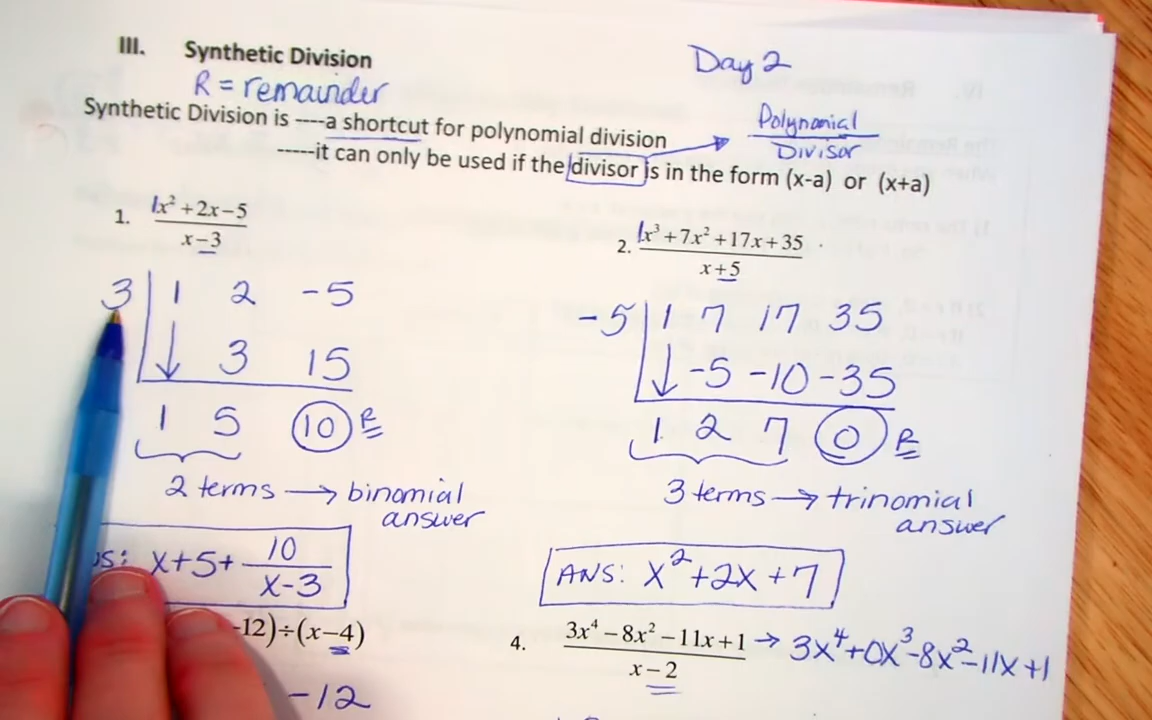 III. Synthetic Division
Day 2
R = remainder
Synthetic Division is ----a shortcut for polynomial division
Polynomial
Divisor
-----it can only be used if the divisor is in the form (x-a) or (x+a)
1. 1x² + 2x − 5
x − 3
3 1 2 -5
3 15
1 5 10 R
2 terms → binomial
answer
x+5+ 10
x-3
2. 1x³ + 7x² + 17x + 35
x + 5
-5 1 7 17 35
-5 -10 -35
1 2 7 0 R
3 terms → trinomial
answer
ANS: x² + 2x + 7
-12) ÷ (x − 4)
-12
4. 3x⁴ − 8x² − 11x + 1 → 3x⁴+0x³-8x²-11x+1
x − 2